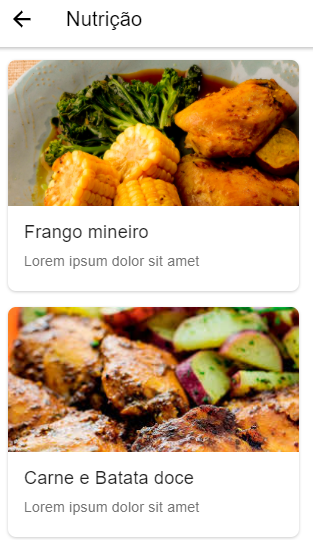 Nutrição
Frango mineiro
Lorem ipsum dolor sit amet
Carne e Batata doce
Lorem ipsum dolor sit amet